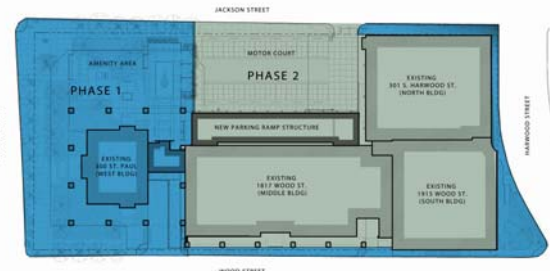 JACKSON STREET
AMENITY AREA
PHASE 1
MOTOR COURT
PHASE 2
EXISTING
301 S. HARWOOD ST.
(NORTH BLDG)
HARWOOD STREET
NEW PARKING RAMP STRUCTURE
EXISTING
350 ST. PAUL
(WEST BLDG)
EXISTING
1817 WOOD ST.
(MIDDLE BLDG)
EXISTING
1915 WOOD ST.
(SOUTH BLDG)
WOOD STREET